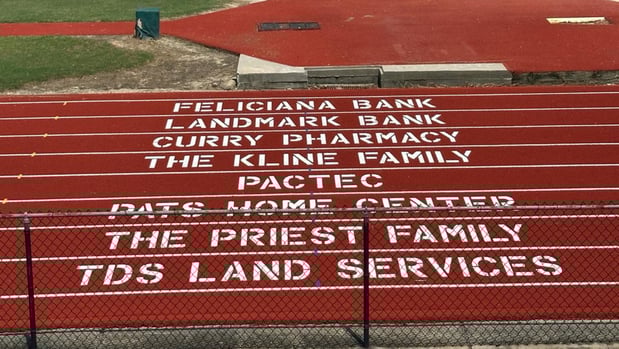 FELICIANA BANK
LANDMARK BANK
CURRY PHARMACY
THE KLINE FAMILY
PACTEC
PATS HOME CENTER
THE PRIEST FAMILY
TDS LAND SERVICES